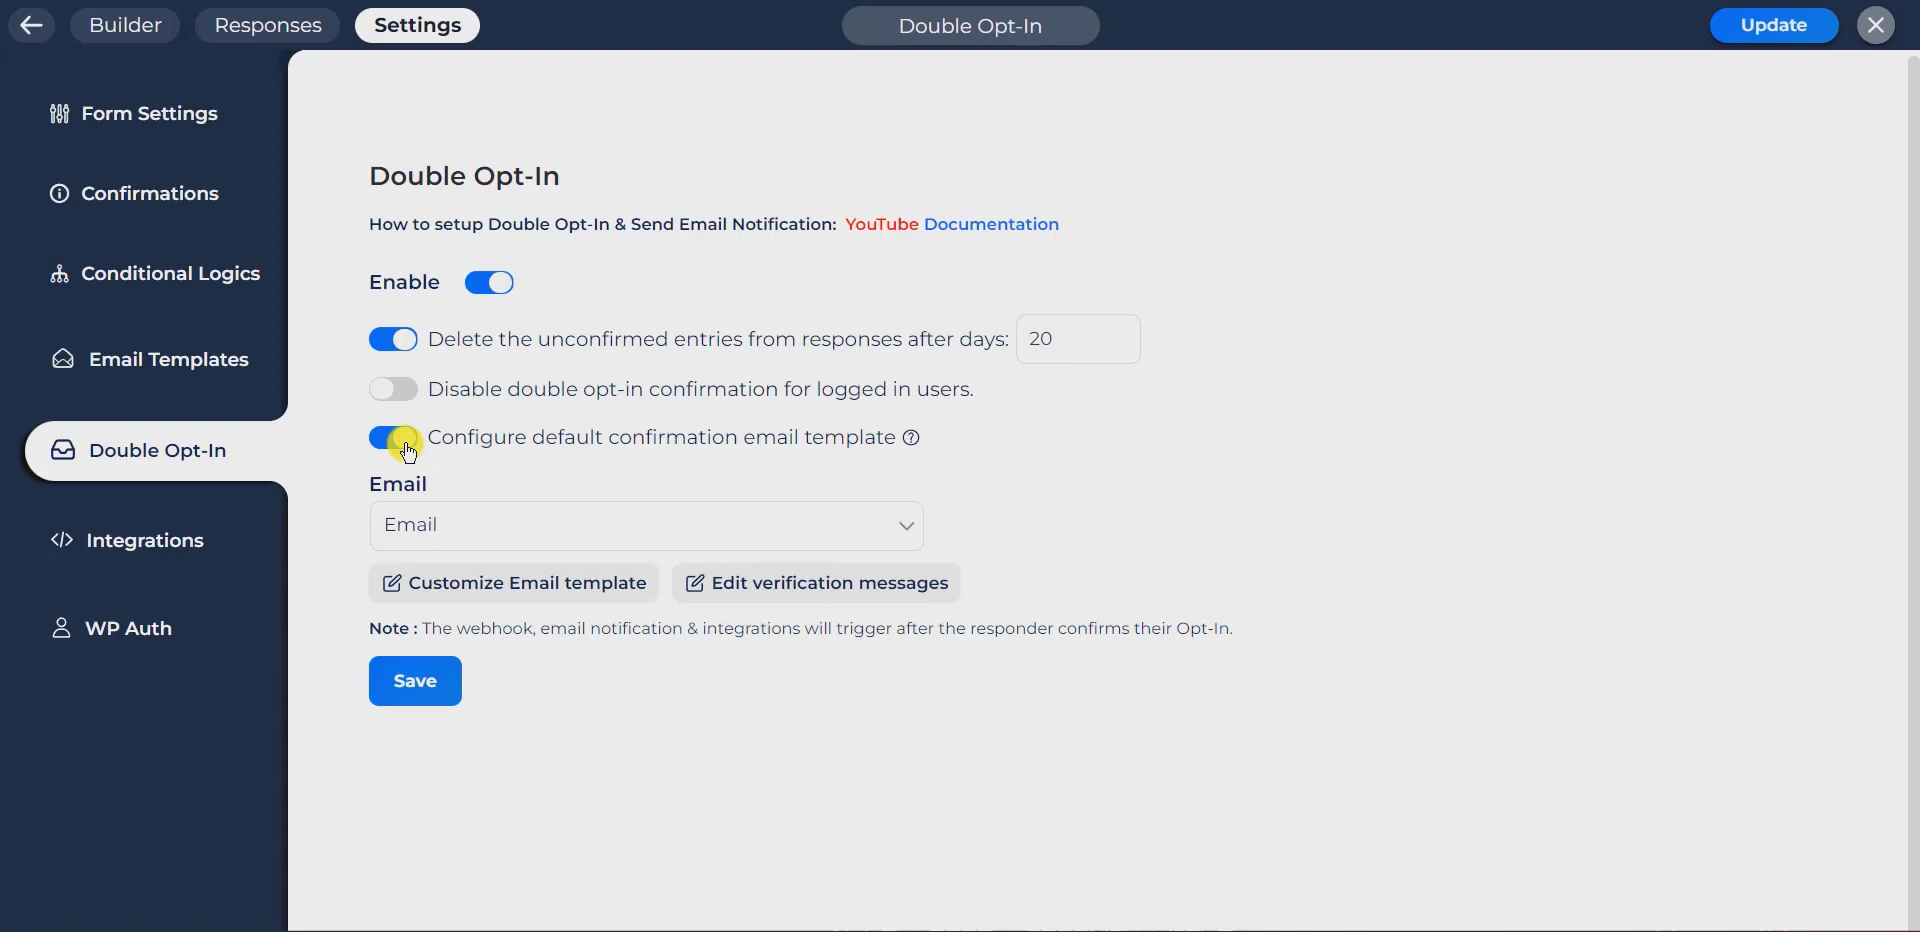 Builder
Responses
Settings
Double Opt-In
Update
Form Settings
Confirmations
Conditional Logics
Email Templates
Double Opt-In
Integrations
WP Auth
Double Opt-In
How to setup Double Opt-In & Send Email Notification: YouTube Documentation
Enable
Delete the unconfirmed entries from responses after days: 20
Disable double opt-in confirmation for logged in users.
Configure default confirmation email template
Email
Email
Customize Email template Edit verification messages
Note : The webhook, email notification & integrations will trigger after the responder confirms their Opt-In.
Save